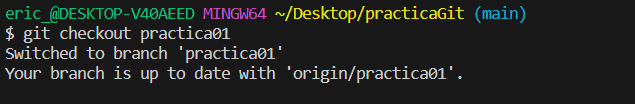 eric_@DESKTOP-V40AEED MINGW64 ~/Desktop/practicaGit (main)
$ git checkout practica01
Switched to branch 'practica01'
Your branch is up to date with 'origin/practica01'.